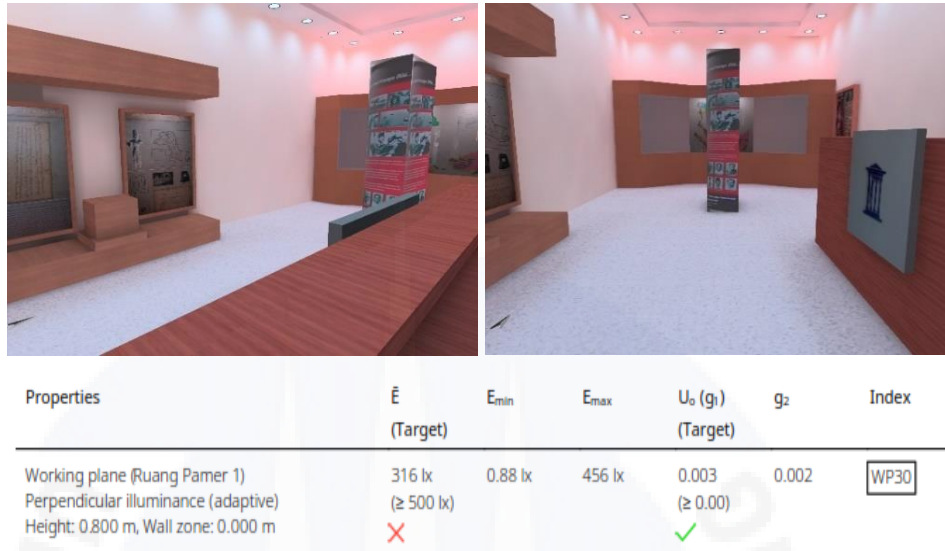 Properties Ē Eₘᵢₙ Eₘₐₓ Uₒ (g₁) g₂ Index
(Target) (Target)
Working plane (Ruang Pamer 1) 316 lx 0.88 lx 456 lx 0.003 0.002 WP30
Perpendicular illuminance (adaptive) (≥ 500 lx) (≥ 0.00)
Height: 0.800 m, Wall zone: 0.000 m